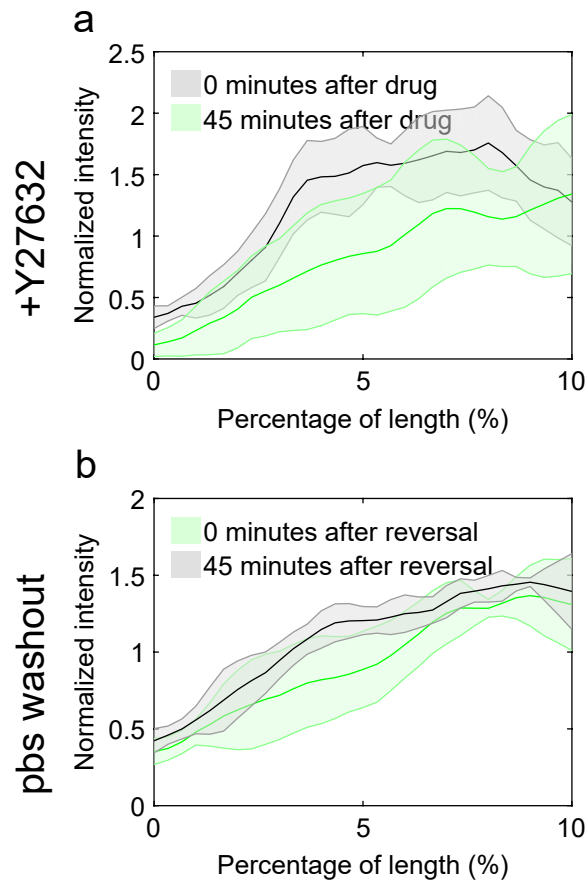 a
+Y27632
Normalized intensity
2.5
2
1.5
1
0.5
0
0 minutes after drug
45 minutes after drug
0
5
10
Percentage of length (%)
b
pbs washout
Normalized intensity
2
1.5
1
0.5
0
0 minutes after reversal
45 minutes after reversal
0
5
10
Percentage of length (%)